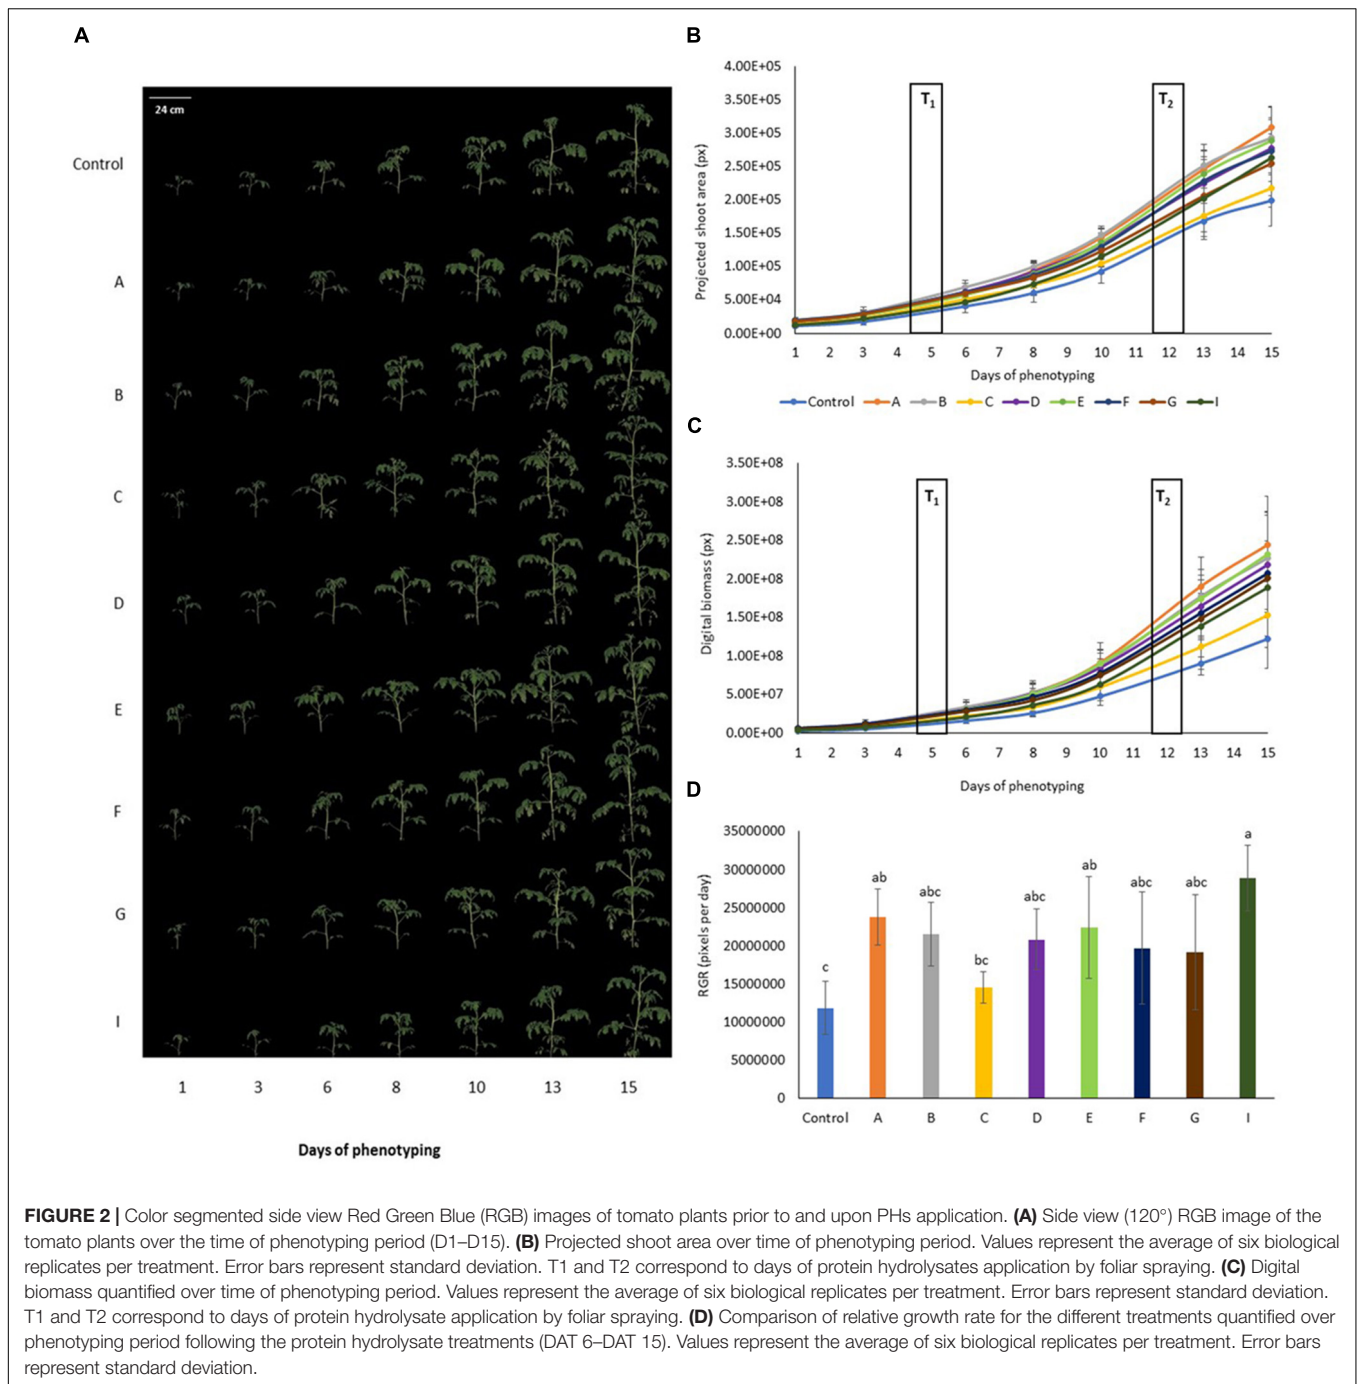 A
24 cm
Control
A
B
C
D
E
F
G
I
1 3 6 8 10 13 15
Days of phenotyping
B
4.00E+05
3.50E+05
3.00E+05
2.50E+05
2.00E+05
1.50E+05
1.00E+05
5.00E+04
0.00E+00
Projected shoot area (px)
T1
T2
1 2 3 4 5 6 7 8 9 10 11 12 13 14 15
Days of phenotyping
Control A B C D E F G I
C
3.50E+08
3.00E+08
2.50E+08
2.00E+08
1.50E+08
1.00E+08
5.00E+07
0.00E+00
Digital biomass (px)
T1
T2
1 2 3 4 5 6 7 8 9 10 11 12 13 14 15
Days of phenotyping
D
35000000
30000000
25000000
20000000
15000000
10000000
5000000
0
RGR (pixels per day)
c ab abc bc abc ab abc abc a
Control A B C D E F G I
FIGURE 2 | Color segmented side view Red Green Blue (RGB) images of tomato plants prior to and upon PHs application. (A) Side view (120°) RGB image of the
tomato plants over the time of phenotyping period (D1–D15). (B) Projected shoot area over time of phenotyping period. Values represent the average of six biological
replicates per treatment. Error bars represent standard deviation. T1 and T2 correspond to days of protein hydrolysates application by foliar spraying. (C) Digital
biomass quantified over time of phenotyping period. Values represent the average of six biological replicates per treatment. Error bars represent standard deviation.
T1 and T2 correspond to days of protein hydrolysate application by foliar spraying. (D) Comparison of relative growth rate for the different treatments quantified over
phenotyping period following the protein hydrolysate treatments (DAT 6–DAT 15). Values represent the average of six biological replicates per treatment. Error bars
represent standard deviation.